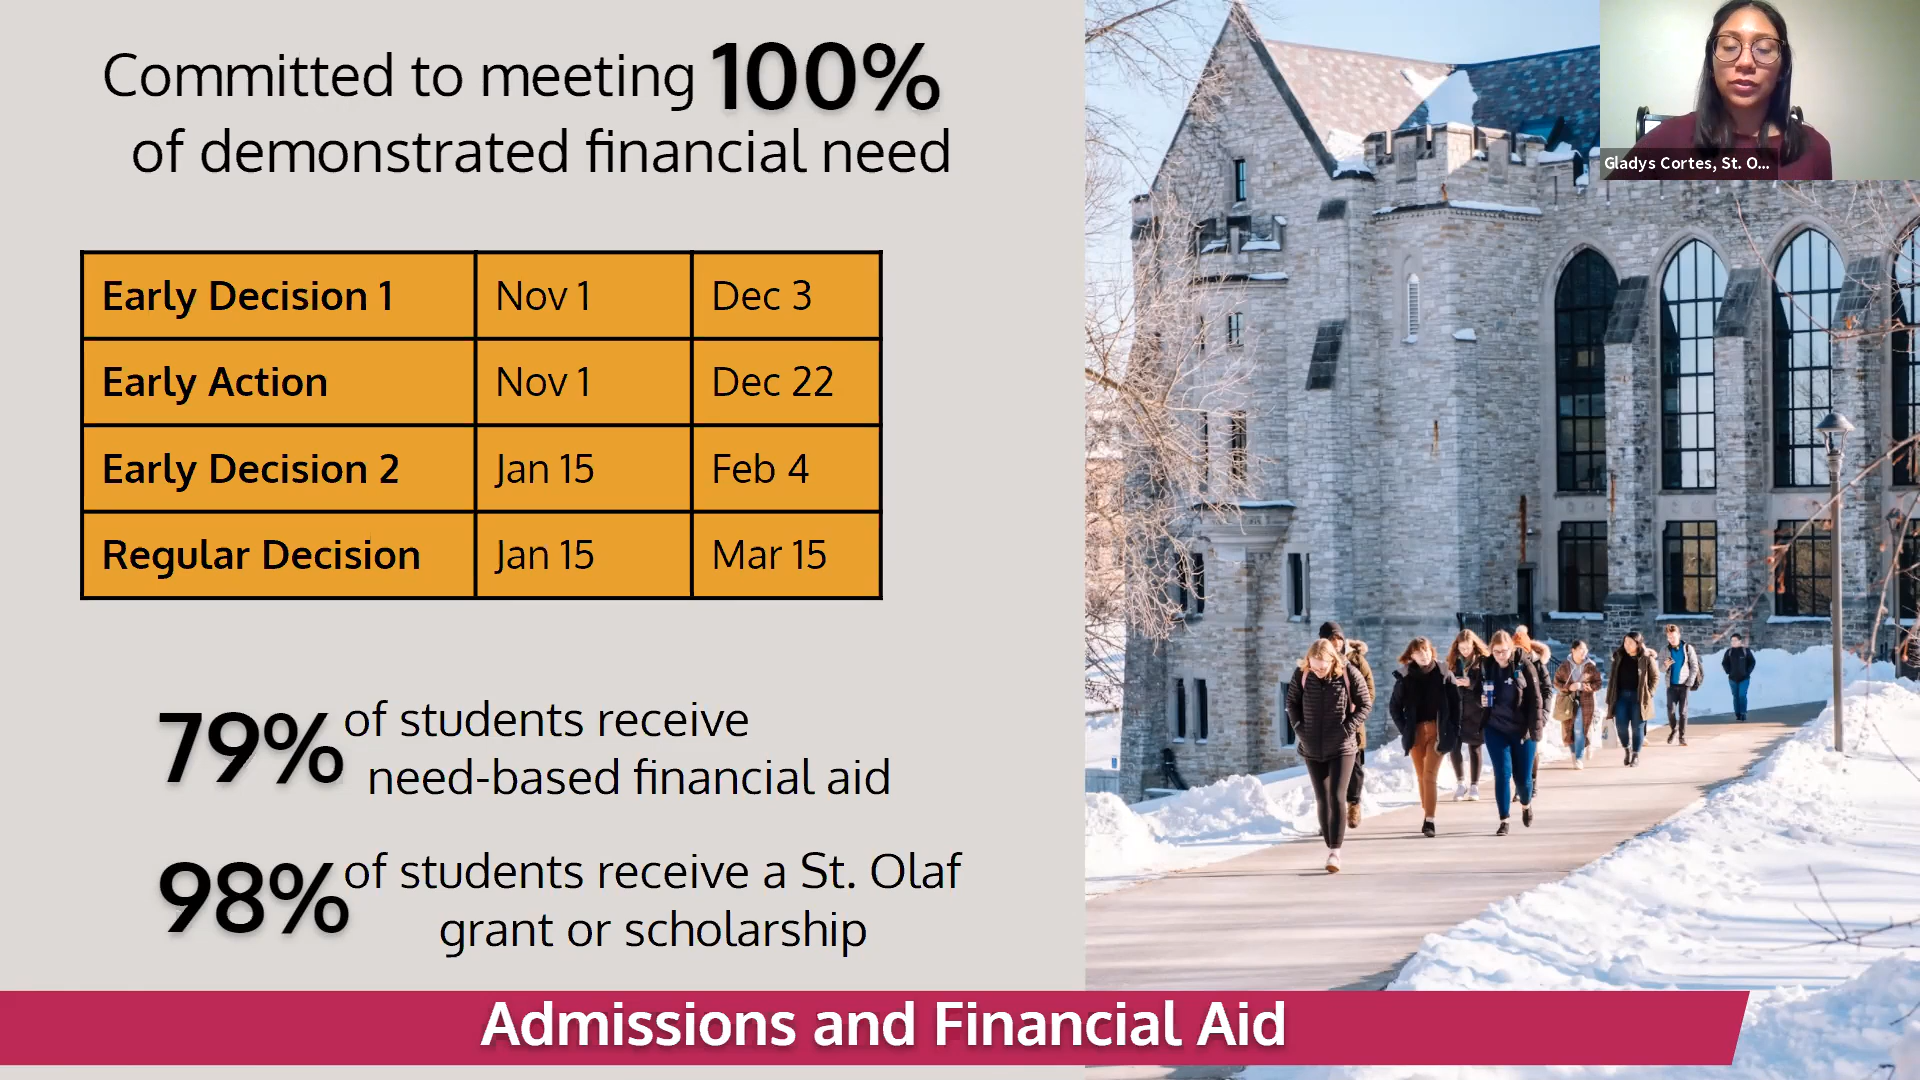 Committed to meeting 100%
of demonstrated financial need
Early Decision 1 Nov 1 Dec 3
Early Action Nov 1 Dec 22
Early Decision 2 Jan 15 Feb 4
Regular Decision Jan 15 Mar 15
79% of students receive
need-based financial aid
98% of students receive a St. Olaf
grant or scholarship
Admissions and Financial Aid
Gladys Cortes, St. O...